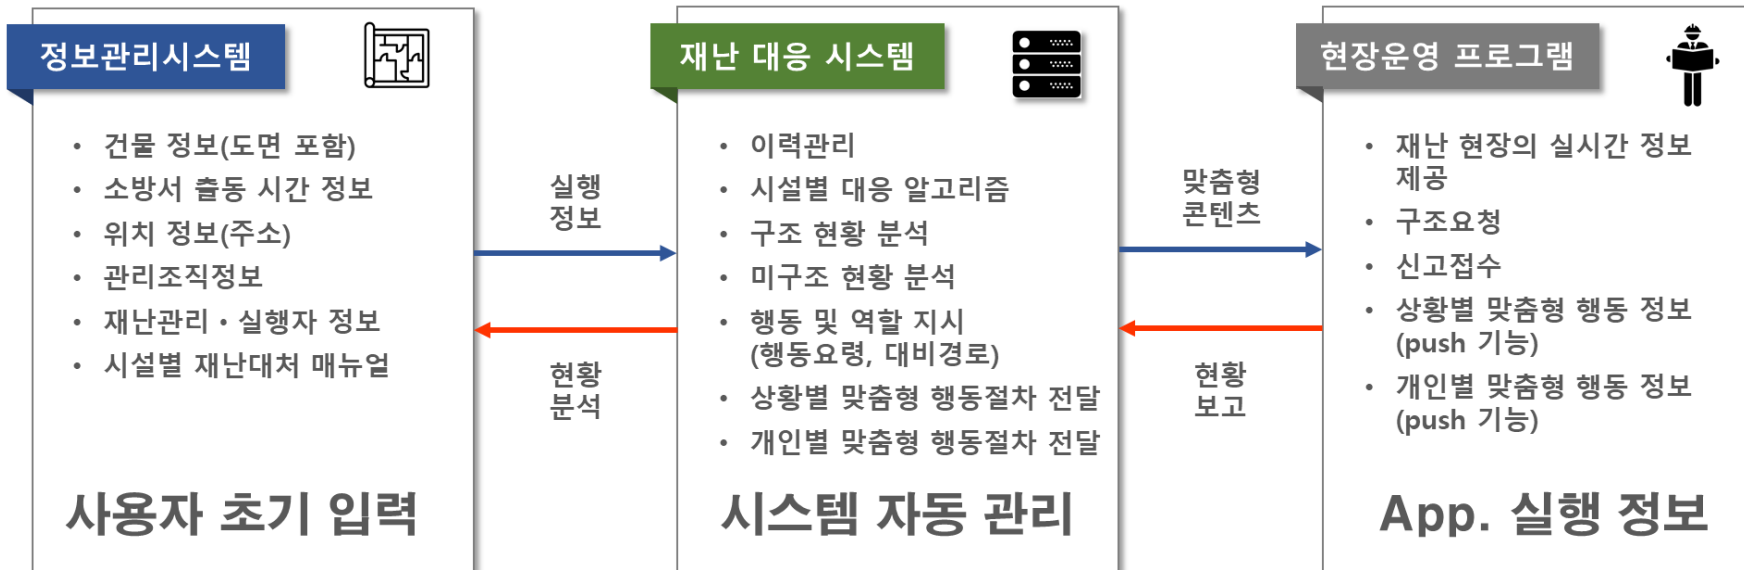 정보관리시스템
• 건물 정보(도면 포함)
• 소방서 출동 시간 정보
• 위치 정보(주소)
• 관리조직정보
• 재난관리・실행자 정보
• 시설별 재난대처 매뉴얼
사용자 초기 입력
실행
정보
현황
분석
재난 대응 시스템
• 이력관리
• 시설별 대응 알고리즘
• 구조 현황 분석
• 미구조 현황 분석
• 행동 및 역할 지시
(행동요령, 대비경로)
• 상황별 맞춤형 행동절차 전달
• 개인별 맞춤형 행동절차 전달
시스템 자동 관리
맞춤형
콘텐츠
현황
보고
현장운영 프로그램
• 재난 현장의 실시간 정보
제공
• 구조요청
• 신고접수
• 상황별 맞춤형 행동 정보
(push 기능)
• 개인별 맞춤형 행동 정보
(push 기능)
App. 실행 정보